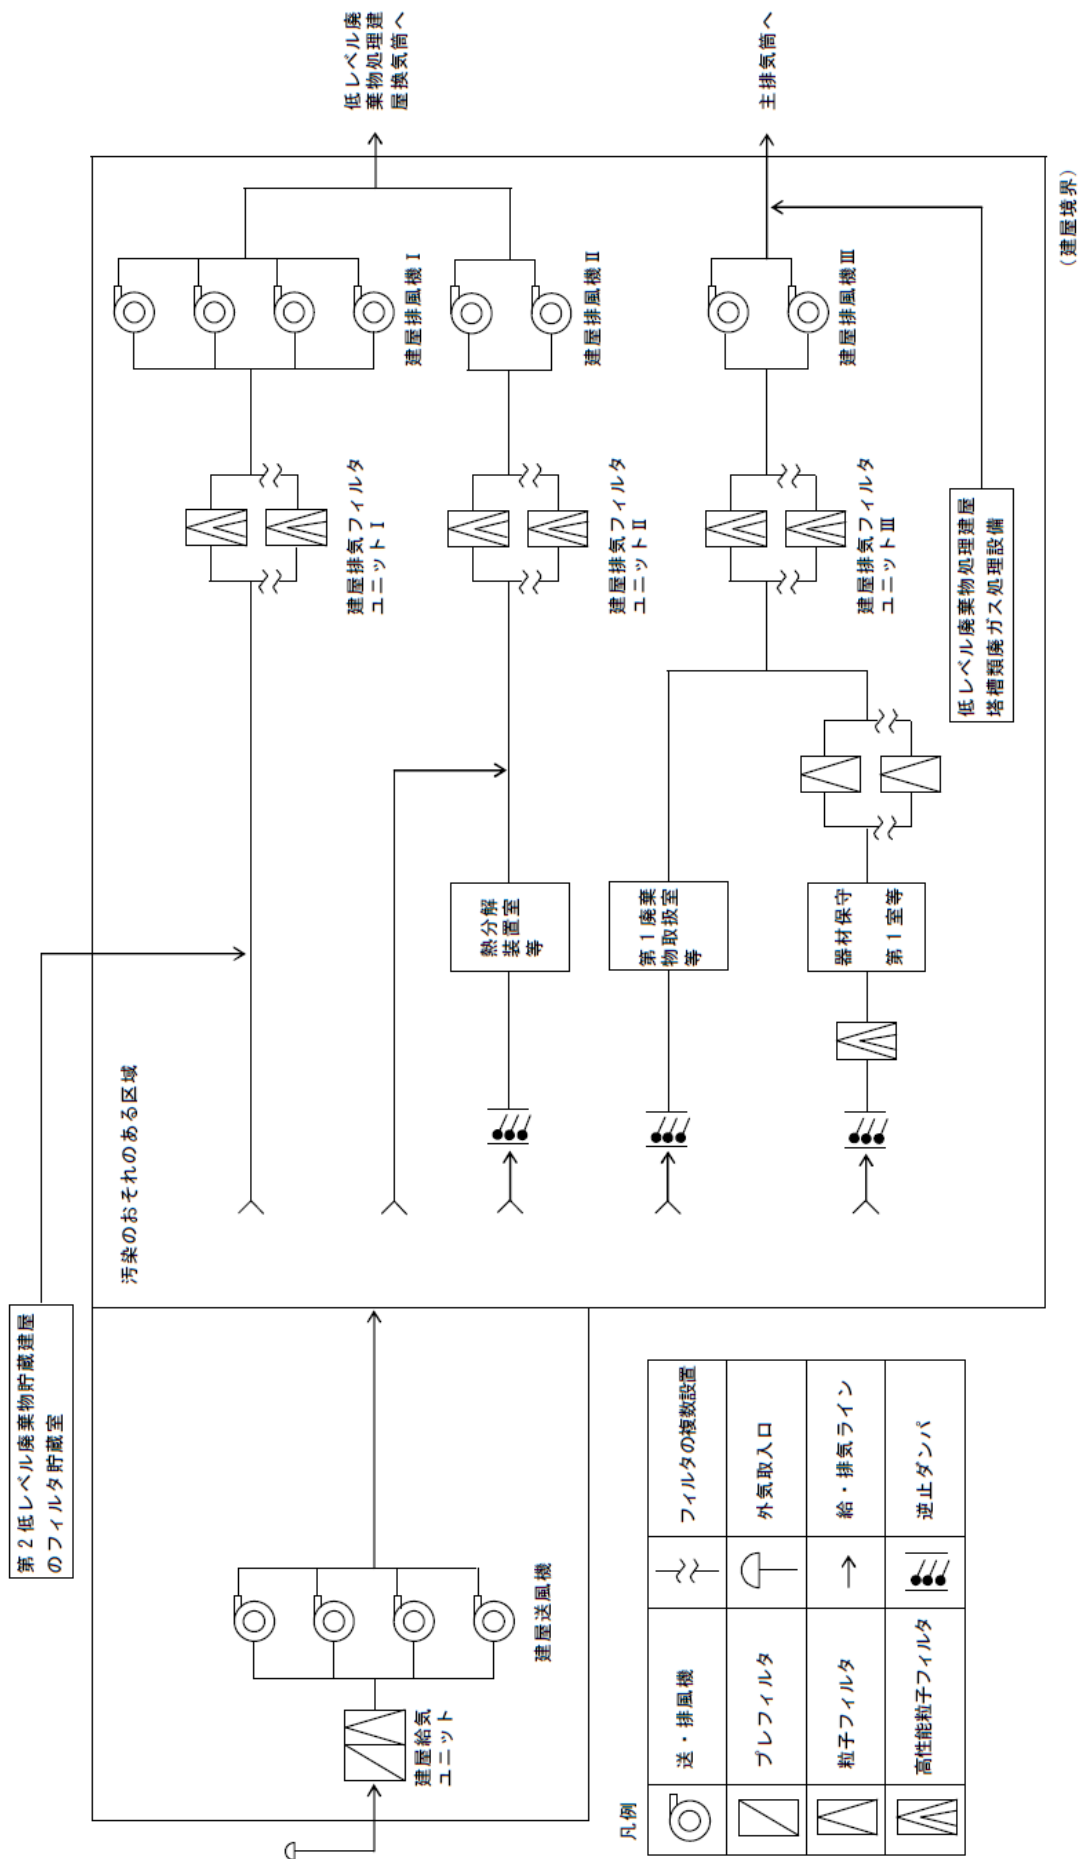 第2低レベル廃棄物貯蔵建屋
のフィルタ貯蔵室
汚染のおそれのある区域
低レベル廃
棄物処理建
屋換気筒へ
主排気筒へ
(建屋境界)
建屋排風機Ⅰ
建屋排風機Ⅱ
建屋排風機Ⅲ
建屋排気フィルタ
ユニットⅠ
建屋排気フィルタ
ユニットⅡ
建屋排気フィルタ
ユニットⅢ
低レベル廃棄物処理建屋
塔槽類廃ガス処理設備
熱分解
装置室
等
第1廃棄
物取扱室
等
器材保守
第1室等
建屋給気
ユニット
建屋送風機
凡例
送・排風機
フィルタの複数設置
プレフィルタ
外気取入口
粒子フィルタ
給・排気ライン
高性能粒子フィルタ
逆止ダンパ